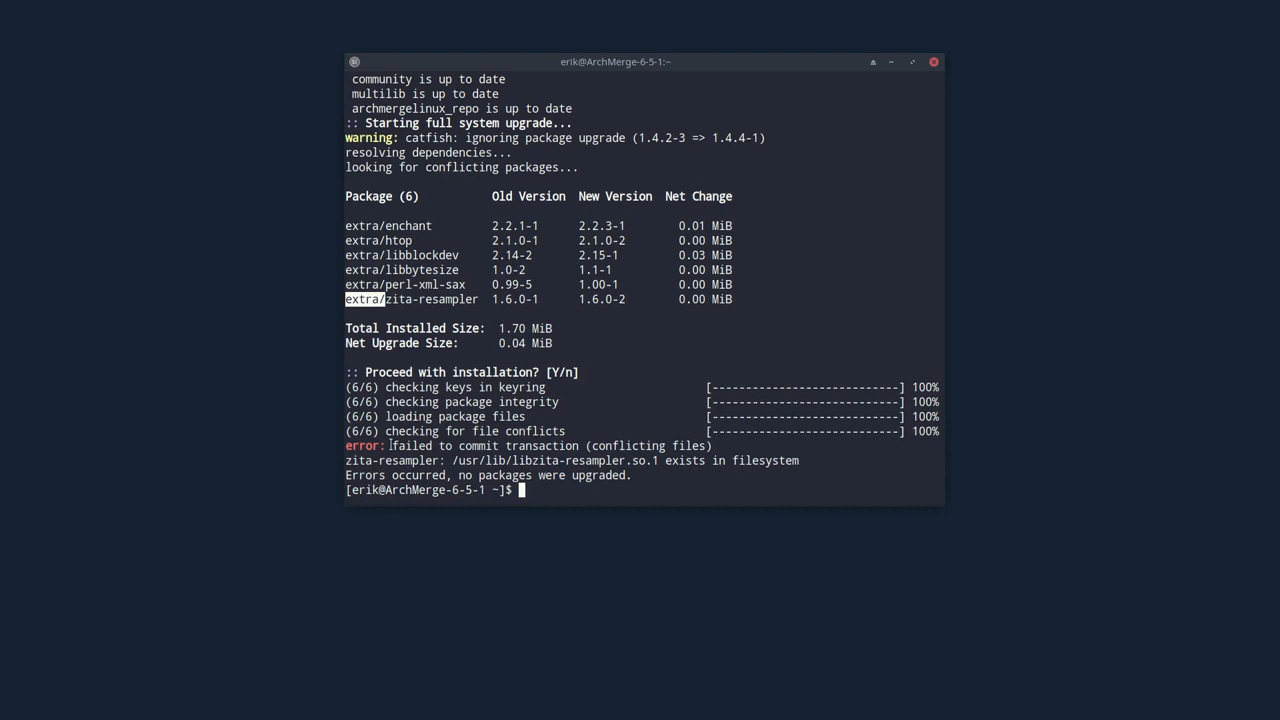 erik@ArchMerge-6-5-1:~
community is up to date
multilib is up to date
archmergelinux_repo is up to date
:: Starting full system upgrade...
warning: catfish: ignoring package upgrade (1.4.2-3 => 1.4.4-1)
resolving dependencies...
looking for conflicting packages...
Package (6) Old Version New Version Net Change
extra/enchant 2.2.1-1 2.2.3-1 0.01 MiB
extra/htop 2.1.0-1 2.1.0-2 0.00 MiB
extra/libblockdev 2.14-2 2.15-1 0.03 MiB
extra/libbytesize 1.0-2 1.1-1 0.00 MiB
extra/perl-xml-sax 0.99-5 1.00-1 0.00 MiB
extra/zita-resampler 1.6.0-1 1.6.0-2 0.00 MiB
Total Installed Size: 1.70 MiB
Net Upgrade Size: 0.04 MiB
:: Proceed with installation? [Y/n]
(6/6) checking keys in keyring [----------------------------] 100%
(6/6) checking package integrity [----------------------------] 100%
(6/6) loading package files [----------------------------] 100%
(6/6) checking for file conflicts [----------------------------] 100%
error: failed to commit transaction (conflicting files)
zita-resampler: /usr/lib/libzita-resampler.so.1 exists in filesystem
Errors occurred, no packages were upgraded.
[erik@ArchMerge-6-5-1 ~]$